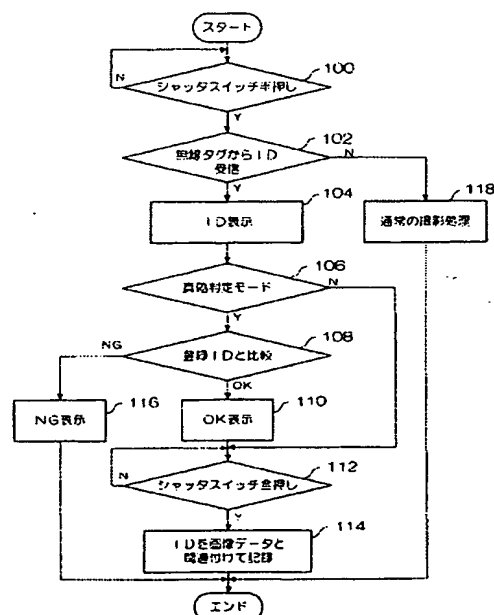 スタート
100
シャッタスイッチ半押し
N
Y
102
無線タグからID
受信
N
Y
104
ID表示
118
通常の撮影処理
106
真偽判定モード
N
Y
108
登録IDと比較
NG
OK
116
NG表示
110
OK表示
112
シャッタスイッチ全押し
N
Y
114
IDを画像データと
関連付けて記録
エンド